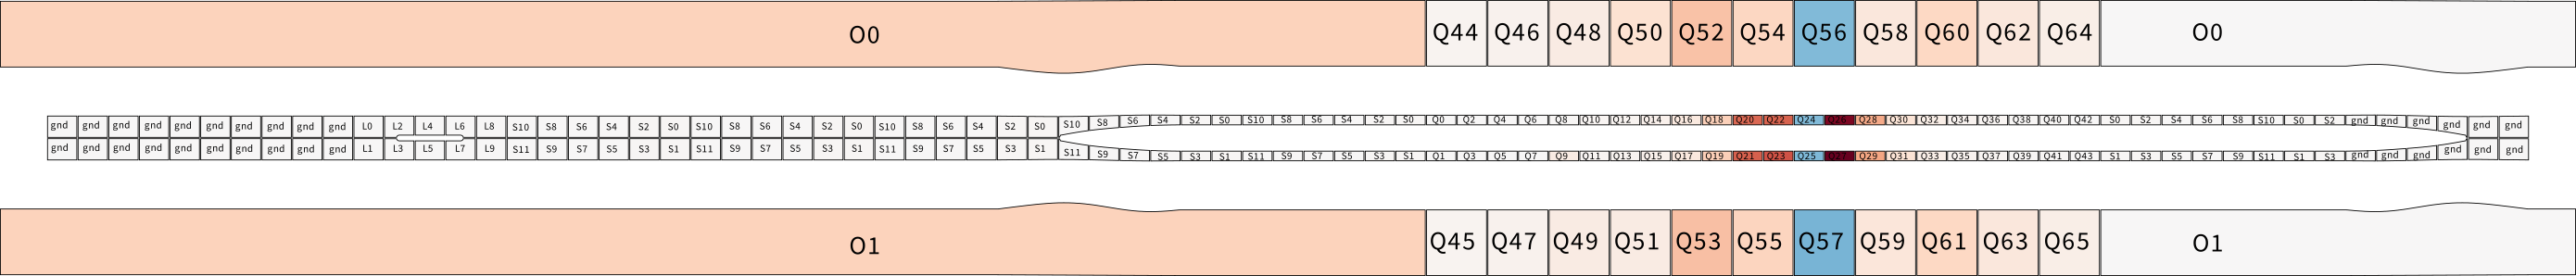 O0 Q44 Q46 Q48 Q50 Q52 Q54 Q56 Q58 Q60 Q62 Q64 O0
gnd gnd gnd gnd gnd gnd gnd gnd gnd gnd L0 L2 L4 L6 L8 S10 S8 S6 S4 S2 S0 S10 S8 S6 S4 S2 S0 S10 S8 S6 S4 S2 S0 S10 S8 S6 S4 S2 S0 S10 S8 S6 S4 S2 S0 Q0 Q2 Q4 Q6 Q8 Q10 Q12 Q14 Q16 Q18 Q20 Q22 Q24 Q26 Q28 Q30 Q32 Q34 Q36 Q38 Q40 Q42 S0 S2 S4 S6 S8 S10 S0 S2 gnd gnd gnd gnd gnd gnd
gnd gnd gnd gnd gnd gnd gnd gnd gnd gnd L1 L3 L5 L7 L9 S11 S9 S7 S5 S3 S1 S11 S9 S7 S5 S3 S1 S11 S9 S7 S5 S3 S1 S11 S9 S7 S5 S3 S1 S11 S9 S7 S5 S3 S1 Q1 Q3 Q5 Q7 Q9 Q11 Q13 Q15 Q17 Q19 Q21 Q23 Q25 Q27 Q29 Q31 Q33 Q35 Q37 Q39 Q41 Q43 S1 S3 S5 S7 S9 S11 S1 S3 gnd gnd gnd gnd gnd gnd
O1 Q45 Q47 Q49 Q51 Q53 Q55 Q57 Q59 Q61 Q63 Q65 O1